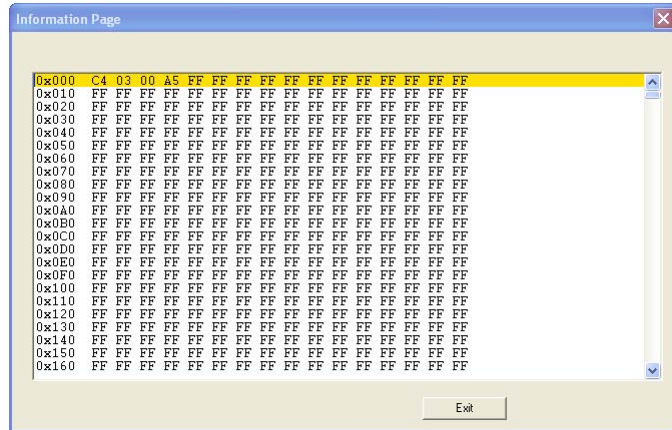 Information Page
0x000 C4 03 00 A5 FF FF FF FF FF FF FF FF FF FF FF FF
0x010 FF FF FF FF FF FF FF FF FF FF FF FF FF FF FF FF
0x020 FF FF FF FF FF FF FF FF FF FF FF FF FF FF FF FF
0x030 FF FF FF FF FF FF FF FF FF FF FF FF FF FF FF FF
0x040 FF FF FF FF FF FF FF FF FF FF FF FF FF FF FF FF
0x050 FF FF FF FF FF FF FF FF FF FF FF FF FF FF FF FF
0x060 FF FF FF FF FF FF FF FF FF FF FF FF FF FF FF FF
0x070 FF FF FF FF FF FF FF FF FF FF FF FF FF FF FF FF
0x080 FF FF FF FF FF FF FF FF FF FF FF FF FF FF FF FF
0x090 FF FF FF FF FF FF FF FF FF FF FF FF FF FF FF FF
0x0A0 FF FF FF FF FF FF FF FF FF FF FF FF FF FF FF FF
0x0B0 FF FF FF FF FF FF FF FF FF FF FF FF FF FF FF FF
0x0C0 FF FF FF FF FF FF FF FF FF FF FF FF FF FF FF FF
0x0D0 FF FF FF FF FF FF FF FF FF FF FF FF FF FF FF FF
0x0E0 FF FF FF FF FF FF FF FF FF FF FF FF FF FF FF FF
0x0F0 FF FF FF FF FF FF FF FF FF FF FF FF FF FF FF FF
0x100 FF FF FF FF FF FF FF FF FF FF FF FF FF FF FF FF
0x110 FF FF FF FF FF FF FF FF FF FF FF FF FF FF FF FF
0x120 FF FF FF FF FF FF FF FF FF FF FF FF FF FF FF FF
0x130 FF FF FF FF FF FF FF FF FF FF FF FF FF FF FF FF
0x140 FF FF FF FF FF FF FF FF FF FF FF FF FF FF FF FF
0x150 FF FF FF FF FF FF FF FF FF FF FF FF FF FF FF FF
0x160 FF FF FF FF FF FF FF FF FF FF FF FF FF FF FF FF
Exit